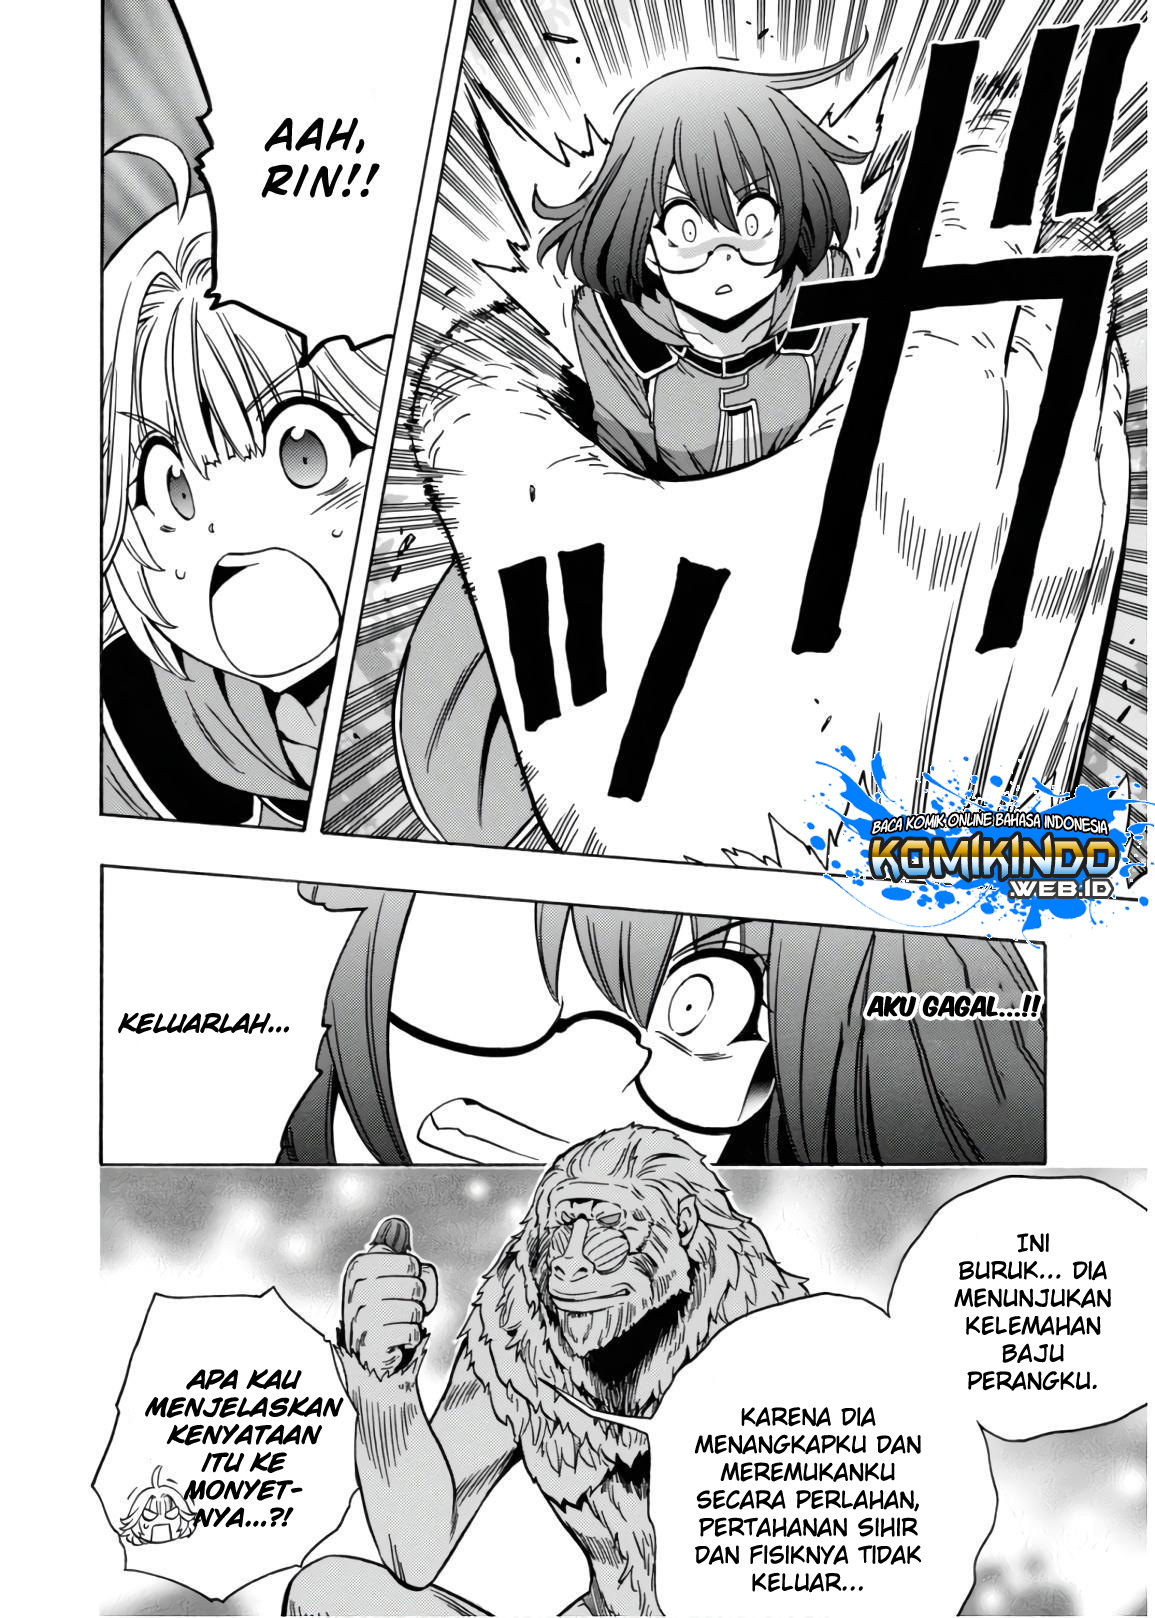 ガガッ
AAH,
RIN!!
BACA KOMIK ONLINE BAHASA INDONESIA
KOMIKINDO
.WEB.ID
AKU GAGAL...!!
KELUARLAH...
INI
BURUK... DIA
MENUNJUKAN
KELEMAHAN
BAJU
PERANGKU.
KARENA DIA
MENANGKAPKU DAN
MEREMUKANKU
SECARA PERLAHAN,
PERTAHANAN SIHIR
DAN FISIKNYA TIDAK
KELUAR...
APA KAU
MENJELASKAN
KENYATAAN
ITU KE
MONYET-
NYA...?!